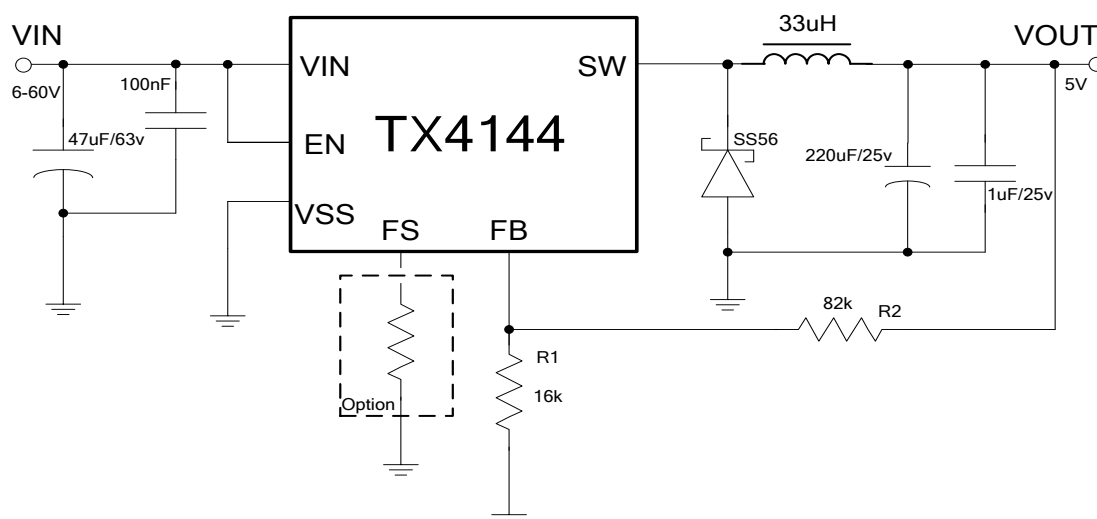 33uH
VIN
VOUT
VIN
SW
6-60V
100nF
5V
47uF/63v
EN
TX4144
SS56
220uF/25v
1uF/25v
VSS
FS
FB
82k
R2
R1
16k
Option